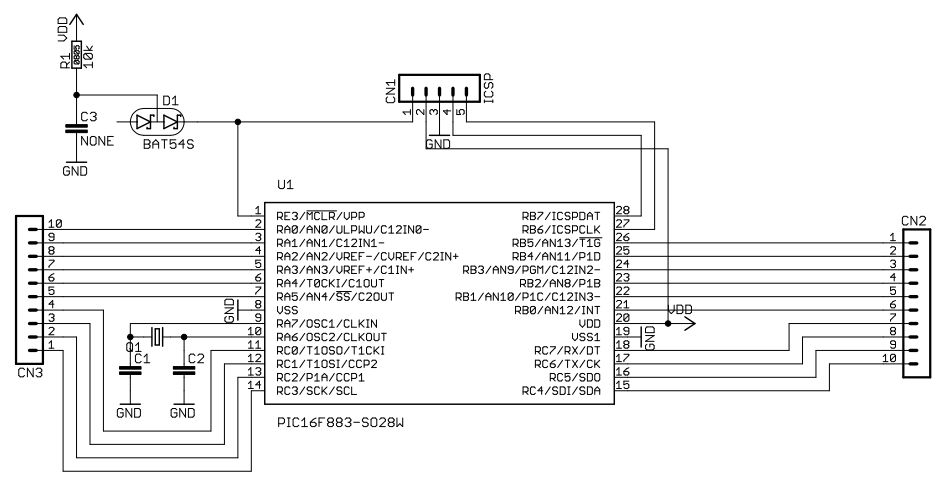 VDD
R1
0805
10k
C3
NONE
GND
D1
BAT54S
CN1
ICSP
1 2 3 4 5
GND
U1
1 RE3/MCLR/VPP
2 RA0/AN0/ULPWU/C12IN0-
3 RA1/AN1/C12IN1-
4 RA2/AN2/VREF-/CVREF/C2IN+
5 RA3/AN3/VREF+/C1IN+
6 RA4/T0CKI/C1OUT
7 RA5/AN4/SS/C2OUT
8 VSS
9 RA7/OSC1/CLKIN
10 RA6/OSC2/CLKOUT
11 RC0/T1OSO/T1CKI
12 RC1/T1OSI/CCP2
13 RC2/P1A/CCP1
14 RC3/SCK/SCL
RB7/ICSPDAT 28
RB6/ICSPCLK 27
RB5/AN13/T1G 26
RB4/AN11/P1D 25
RB3/AN9/PGM/C12IN2- 24
RB2/AN8/P1B 23
RB1/AN10/P1C/C12IN3- 22
RB0/AN12/INT 21
VDD 20
VSS1 19
RC7/RX/DT 18
RC6/TX/CK 17
RC5/SDO 16
RC4/SDI/SDA 15
PIC16F883-SO28W
10
9
8
7
6
5
4
3
2
1
CN3
GND
Q1
C1
C2
GND
GND
VDD
GND
CN2
1
2
3
4
5
6
7
8
9
10